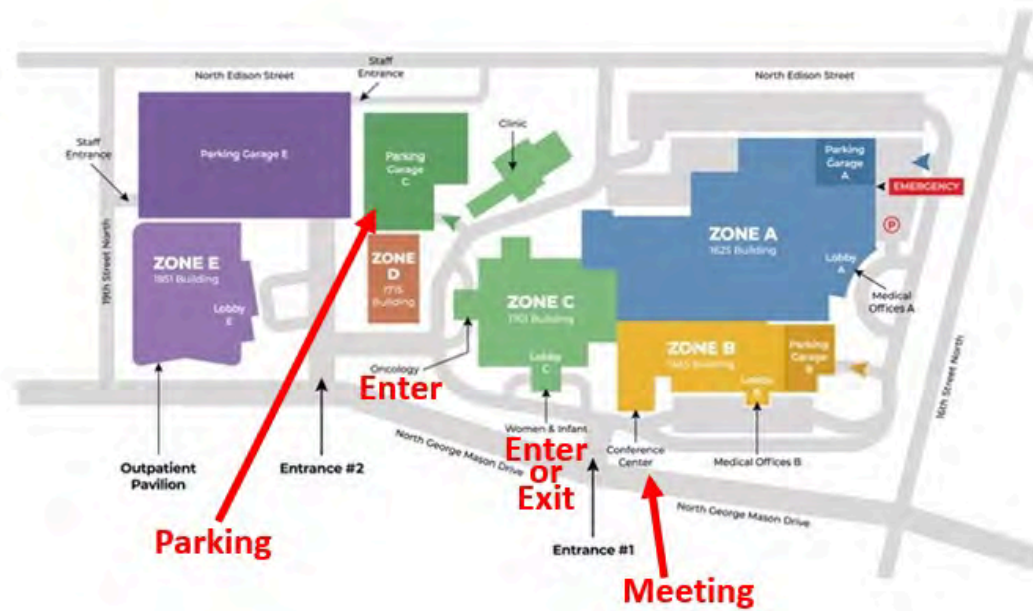 North Edison Street
Staff
Entrance
North Edison Street
Staff
Entrance
Parking Garage E
Parking
Garage
C
Clinic
Parking
Garage
A
EMERGENCY
P
19th Street North
ZONE E
1851 Building
Lobby
E
ZONE
D
1715
Building
ZONE C
1701 Building
Lobby
C
ZONE A
1625 Building
Lobby
A
Medical
Offices A
ZONE B
Building
Parking
Garage
Lobby
16th Street North
Oncology
Enter
Women & Infant
Enter
or
Exit
Conference
Center
Medical Offices B
North George Mason Drive
Outpatient
Pavilion
Entrance #2
North George Mason Drive
Parking
Entrance #1
Meeting